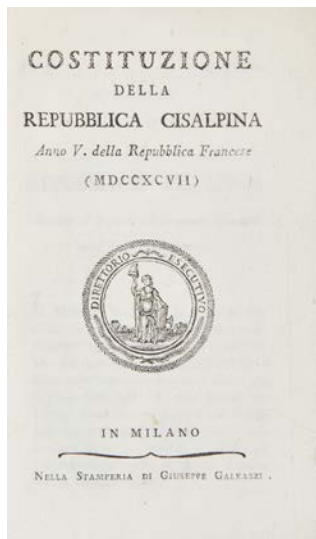 COSTITUZIONE
DELLA
REPUBBLICA CISALPINA
Anno V. della Repubblica Francese
(MDCCXCVII)
DIRETTORIO ESECUTIVO
IN MILANO
NELLA STAMPERIA DI GIUSEPPE GALEAZZI.